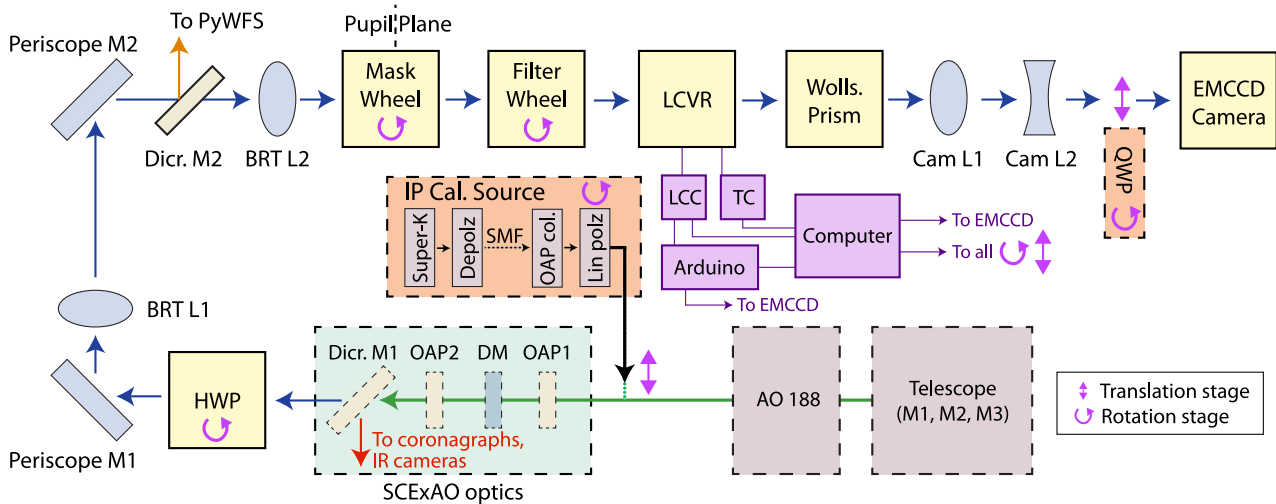 To PyWFS
Pupil Plane
Periscope M2
Dicr. M2
BRT L2
Mask
Wheel
Filter
Wheel
LCVR
Wolls.
Prism
Cam L1
Cam L2
QWP
EMCCD
Camera
IP Cal. Source
Super-K
Depolz
SMF
OAP col.
Lin polz
LCC
TC
Computer
Arduino
To EMCCD
To all
To EMCCD
BRT L1
Periscope M1
HWP
Dicr. M1
OAP2
DM
OAP1
To coronagraphs,
IR cameras
SCExAO optics
AO 188
Telescope
(M1, M2, M3)
Translation stage
Rotation stage